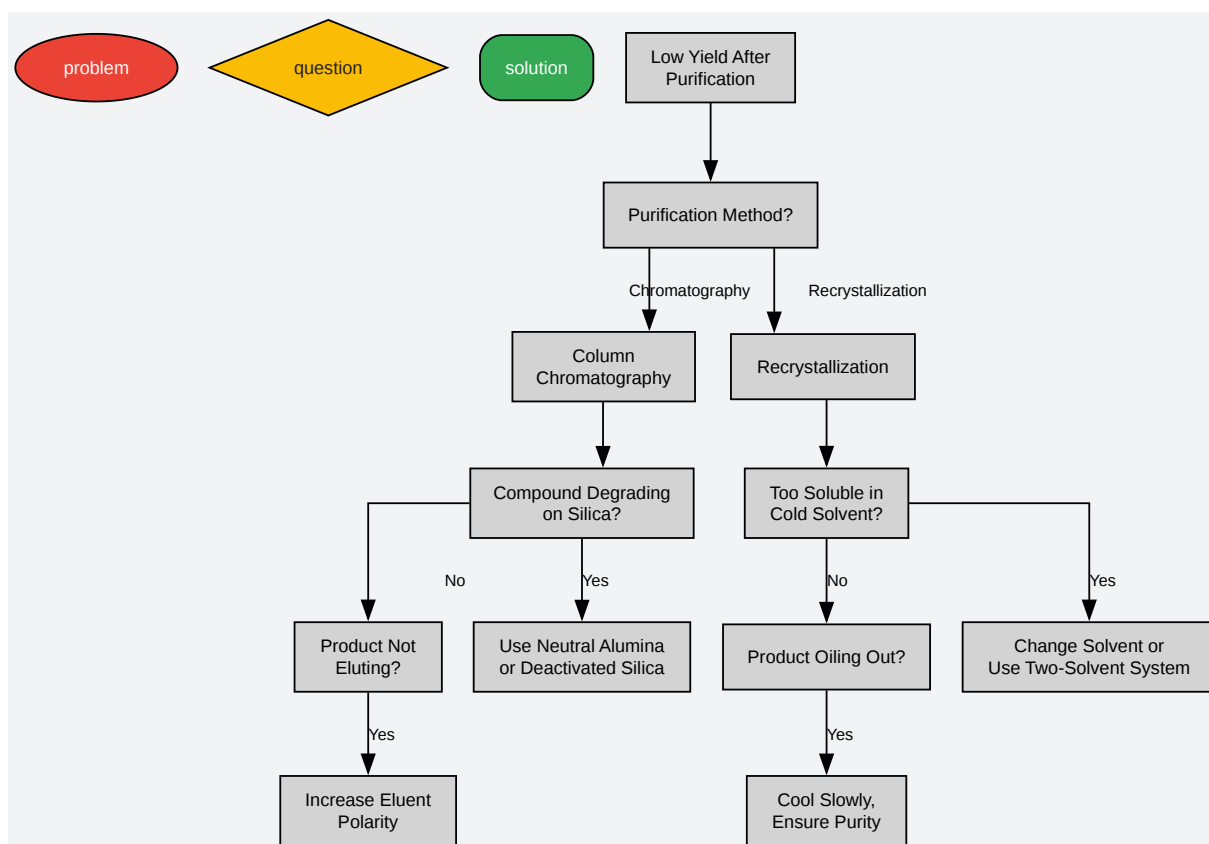 problem
question
solution
Low Yield After
Purification
Purification Method?
Chromatography
Recrystallization
Column
Chromatography
Recrystallization
Compound Degrading
on Silica?
Too Soluble in
Cold Solvent?
No
Yes
No
Yes
Product Not
Eluting?
Use Neutral Alumina
or Deactivated Silica
Product Oiling Out?
Change Solvent or
Use Two-Solvent System
Yes
Yes
Increase Eluent
Polarity
Cool Slowly,
Ensure Purity